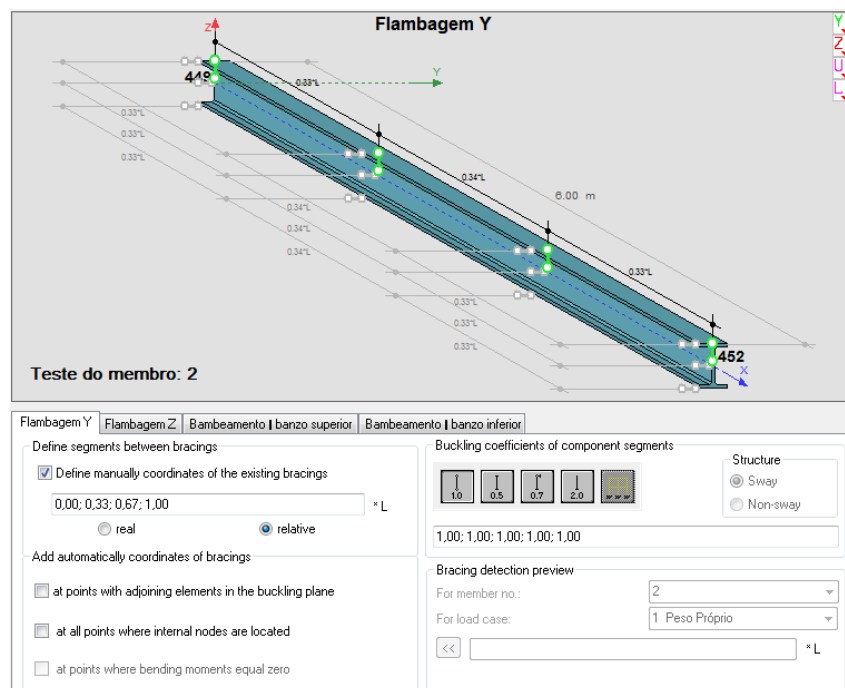 Flambagem Y
Z
Y
Z
U
L
449
Y
0.33*L
0.33*L
0.33*L
0.33*L
0.34*L
6.00 m
0.34*L
0.34*L
0.34*L
0.33*L
0.33*L
0.33*L
0.33*L
452
X
Teste do membro: 2
Flambagem Y
Flambagem Z
Bambeamento I banzo superior
Bambeamento I banzo inferior
Define segments between bracings
Define manually coordinates of the existing bracings
0,00; 0,33; 0,67; 1,00
* L
real
relative
Add automatically coordinates of bracings
at points with adjoining elements in the buckling plane
at all points where internal nodes are located
at points where bending moments equal zero
Buckling coefficients of component segments
1.0
0.5
0.7
2.0
Structure
Sway
Non-sway
1,00; 1,00; 1,00; 1,00; 1,00
Bracing detection preview
For member no.:
2
For load case:
1 Peso Próprio
<<
* L